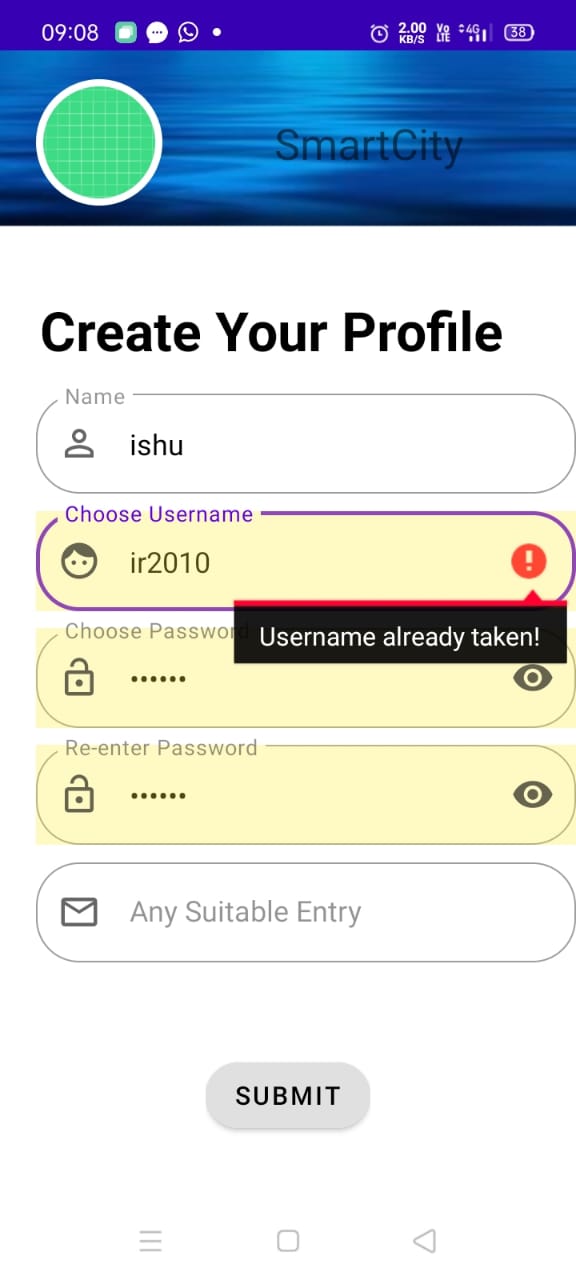 09:08 2.00 KB/S Vo LTE 4G 38
SmartCity
Create Your Profile
Name
ishu
Choose Username
ir2010
Username already taken!
Choose Password
••••••
Re-enter Password
••••••
Any Suitable Entry
SUBMIT